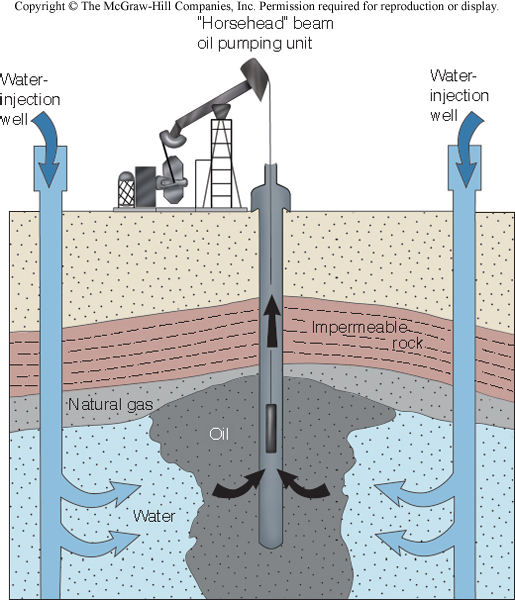 Copyright © The McGraw-Hill Companies, Inc. Permission required for reproduction or display.
"Horsehead" beam
oil pumping unit
Water-
injection
well
Water-
injection
well
Impermeable
rock
Natural gas
Oil
Water